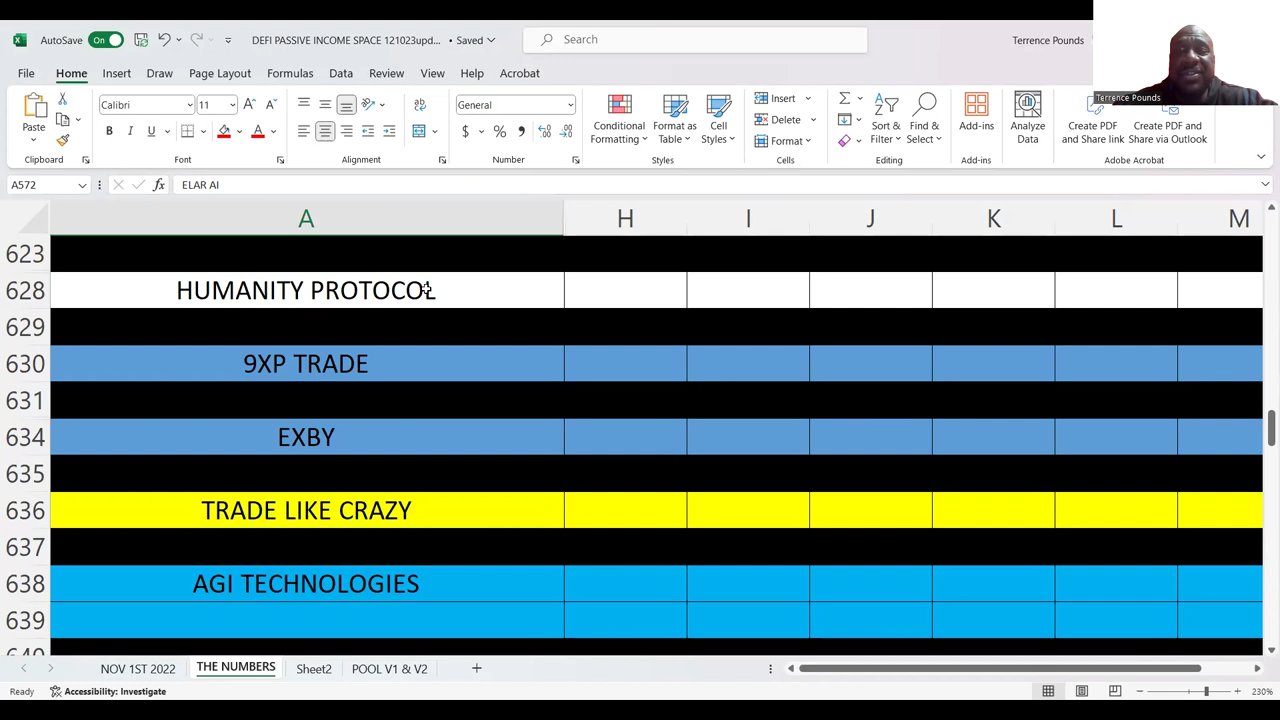 AutoSave On DEFI PASSIVE INCOME SPACE 121023upd... • Saved Search Terrence Pounds
File Home Insert Draw Page Layout Formulas Data Review View Help Acrobat
Terrence Pounds
Calibri 11 General Insert
Paste Conditional Format as Cell Delete Sort & Find & Add-ins Analyze Create PDF Create PDF and
Formatting Table Styles Format Filter Select Data and Share link Share via Outlook
Clipboard Font Alignment Number Styles Cells Editing Add-ins Adobe Acrobat
A572 fx ELAR AI
A H I J K L M
623
628 HUMANITY PROTOCOL
629
630 9XP TRADE
631
634 EXBY
635
636 TRADE LIKE CRAZY
637
638 AGI TECHNOLOGIES
639
NOV 1ST 2022 THE NUMBERS Sheet2 POOL V1 & V2
Ready Accessibility: Investigate 230%